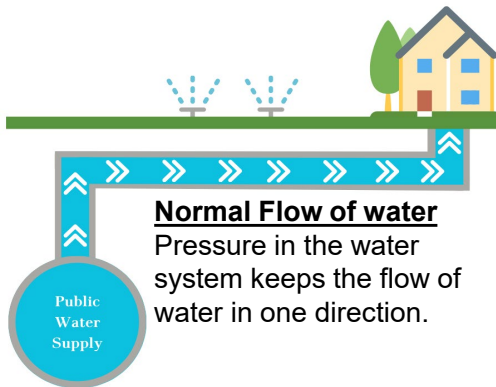 Normal Flow of water
Pressure in the water
system keeps the flow of
water in one direction.
Public
Water
Supply